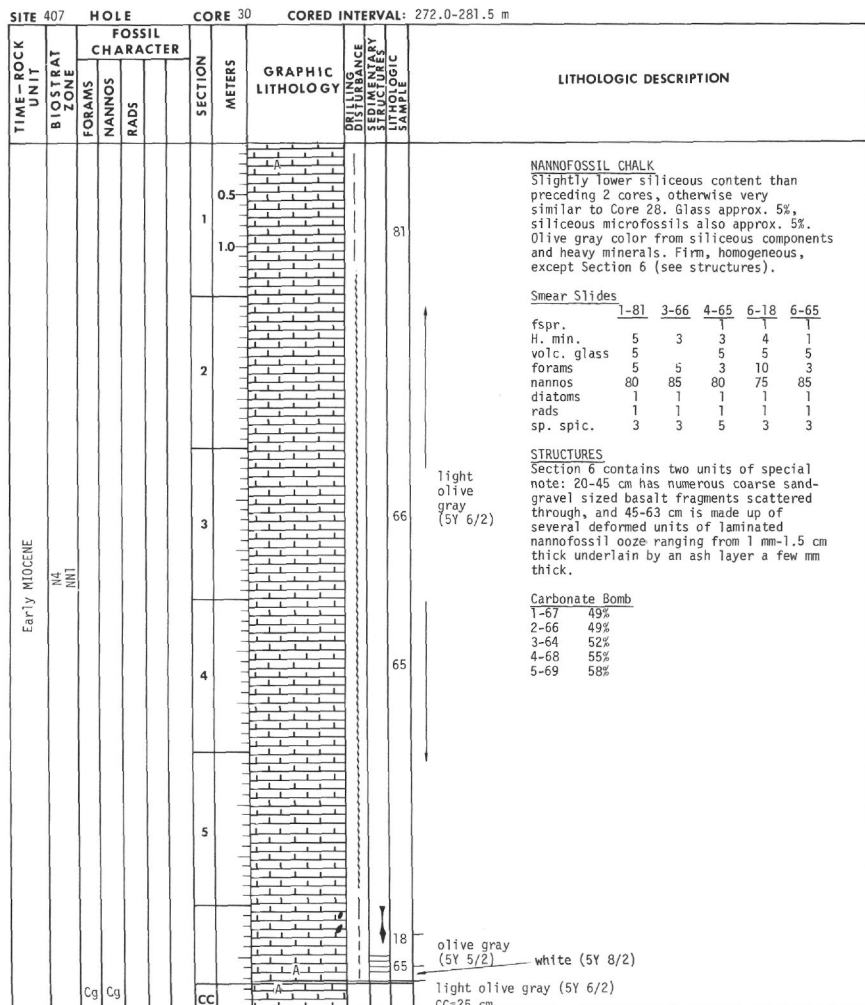 SITE 407 HOLE CORE 30 CORED INTERVAL: 272.0-281.5 m
TIME-ROCK UNIT
BIOSTRAT ZONE
FOSSIL CHARACTER
FORAMS
NANNOS
RADS
SECTION
METERS
GRAPHIC LITHOLOGY
DRILLING DISTURBANCE
SEDIMENTARY STRUCTURES
LITHOLOGIC SAMPLE
LITHOLOGIC DESCRIPTION
Early MIOCENE
N4
NN1
Cg Cg
1
0.5
1.0
2
3
4
5
CC
A
A
A
81
66
65
18
65
light
olive
gray
(5Y 6/2)
olive gray
(5Y 5/2)
white (5Y 8/2)
light olive gray (5Y 6/2)
CC=25 cm
NANNOFOSSIL CHALK
Slightly lower siliceous content than
preceding 2 cores, otherwise very
similar to Core 28. Glass approx. 5%,
siliceous microfossils also approx. 5%.
Olive gray color from siliceous components
and heavy minerals. Firm, homogeneous,
except Section 6 (see structures).
Smear Slides
1-81 3-66 4-65 6-18 6-65
fspr. 1 1 1
H. min. 5 3 3 4 1
volc. glass 5 5 5 5
forams 5 5 3 10 3
nannos 80 85 80 75 85
diatoms 1 1 1 1 1
rads 1 1 1 1 1
sp. spic. 3 3 5 3 3
STRUCTURES
Section 6 contains two units of special
note: 20-45 cm has numerous coarse sand-
gravel sized basalt fragments scattered
through, and 45-63 cm is made up of
several deformed units of laminated
nannofossil ooze ranging from 1 mm-1.5 cm
thick underlain by an ash layer a few mm
thick.
Carbonate Bomb
1-67 49%
2-66 49%
3-64 52%
4-68 55%
5-69 58%